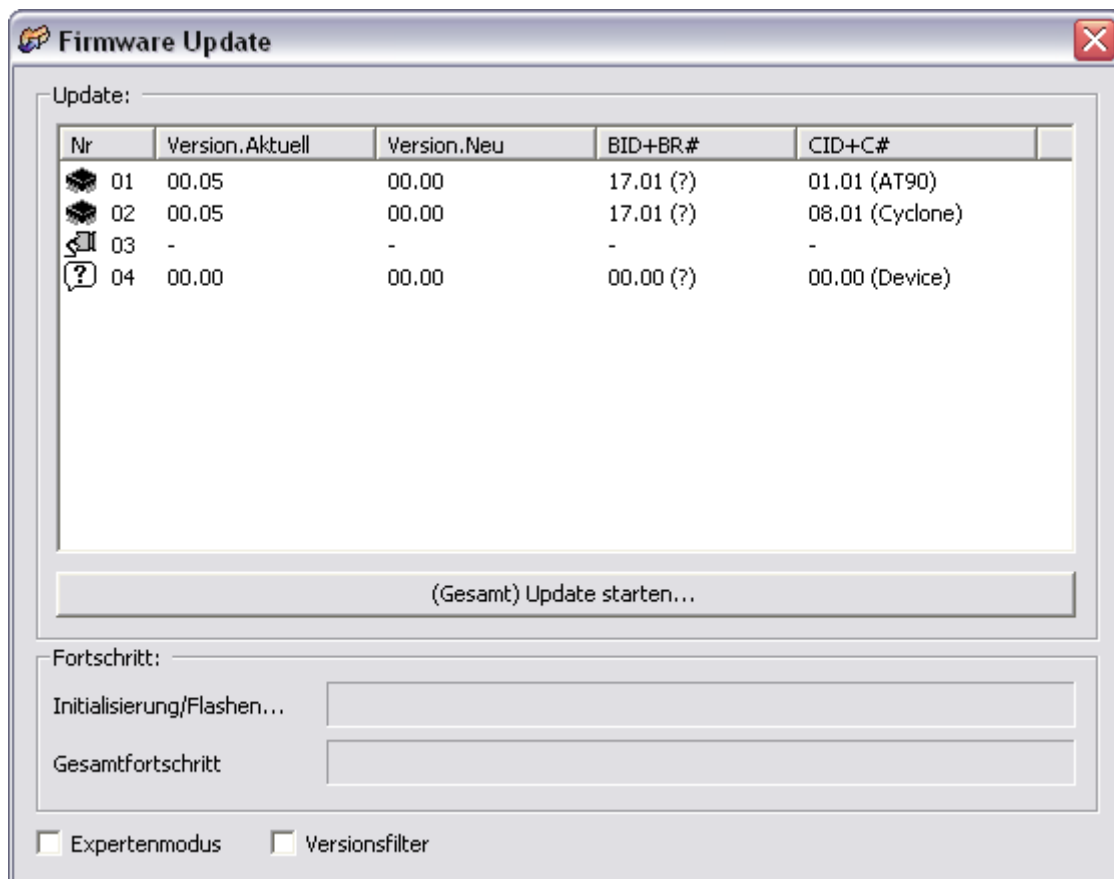 Firmware Update
Update:
Nr Version.Aktuell Version.Neu BID+BR# CID+C#
01 00.05 00.00 17.01 (?) 01.01 (AT90)
02 00.05 00.00 17.01 (?) 08.01 (Cyclone)
03 - - - -
? 04 00.00 00.00 00.00 (?) 00.00 (Device)
(Gesamt) Update starten...
Fortschritt:
Initialisierung/Flashen...
Gesamtfortschritt
Expertenmodus Versionsfilter